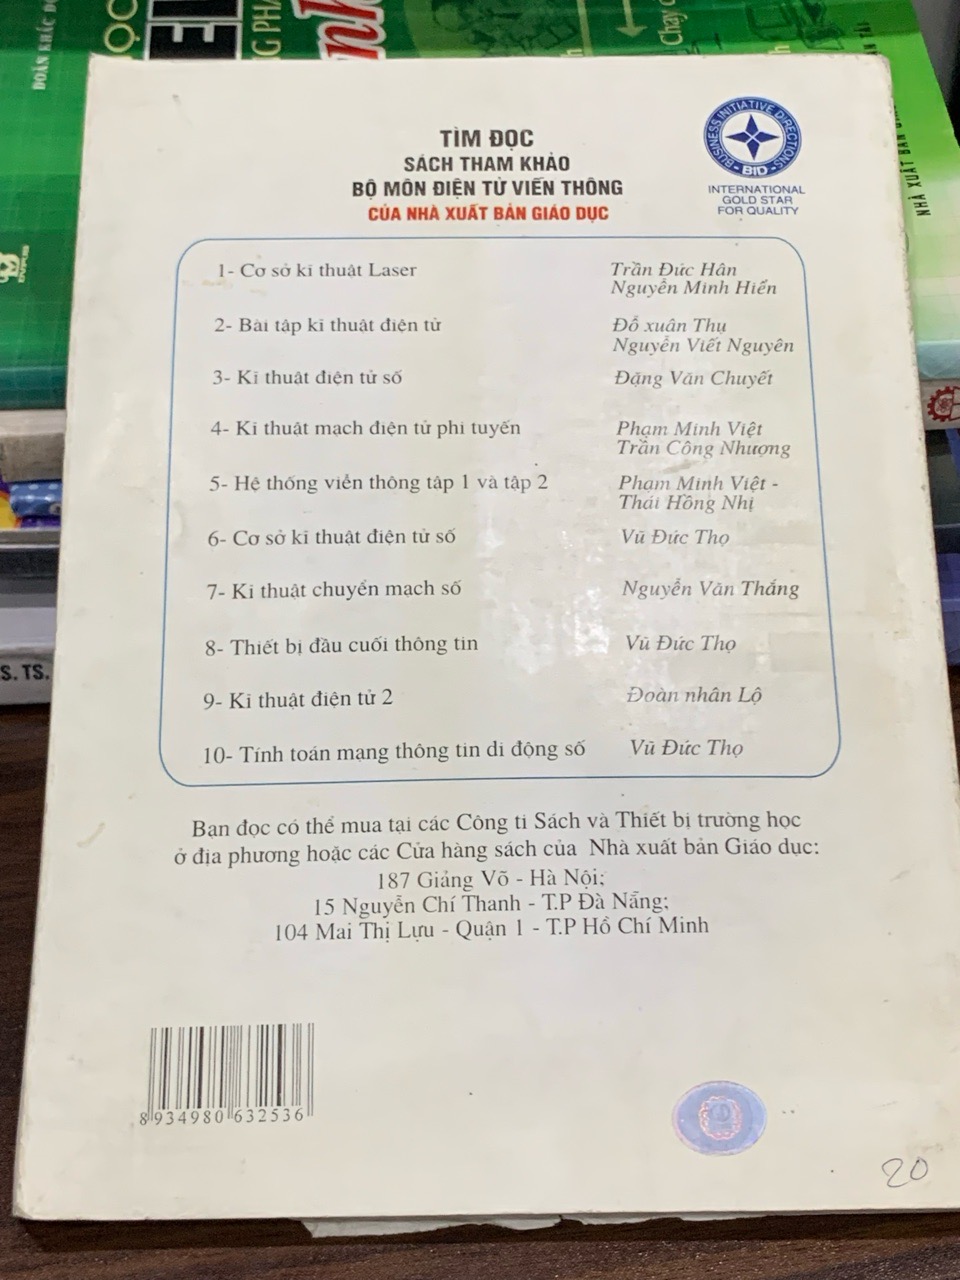 ĐOÀN KHẮC Đ
ỌC
G PHÁ
Chạy c
NHÀ XUẤT BẢN GIÁ
S. TS.
TÌM ĐỌC
SÁCH THAM KHẢO
BỘ MÔN ĐIỆN TỬ VIỄN THÔNG
CỦA NHÀ XUẤT BẢN GIÁO DỤC
BUSINESS INITIATIVE DIRECTIONS
- BID -
INTERNATIONAL
GOLD STAR
FOR QUALITY
1- Cơ sở kĩ thuật Laser Trần Đức Hân
Nguyễn Minh Hiển
2- Bài tập kĩ thuật điện tử Đỗ xuân Thụ
Nguyễn Viết Nguyên
3- Kĩ thuật điện tử số Đặng Văn Chuyết
4- Kĩ thuật mạch điện tử phi tuyến Phạm Minh Việt
Trần Công Nhượng
5- Hệ thống viễn thông tập 1 và tập 2 Phạm Minh Việt -
Thái Hồng Nhị
6- Cơ sở kĩ thuật điện tử số Vũ Đức Thọ
7- Kĩ thuật chuyển mạch số Nguyễn Văn Thắng
8- Thiết bị đầu cuối thông tin Vũ Đức Thọ
9- Kĩ thuật điện tử 2 Đoàn nhân Lộ
10- Tính toán mạng thông tin di động số Vũ Đức Thọ
Bạn đọc có thể mua tại các Công ti Sách và Thiết bị trường học
ở địa phương hoặc các Cửa hàng sách của Nhà xuất bản Giáo dục:
187 Giảng Võ - Hà Nội;
15 Nguyễn Chí Thanh - T.P Đà Nẵng;
104 Mai Thị Lựu - Quận 1 - T.P Hồ Chí Minh
8 934980 632536
20